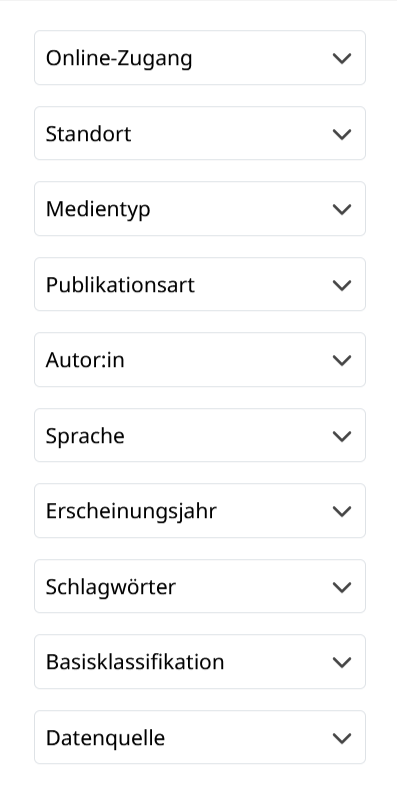 Online-Zugang
Standort
Medientyp
Publikationsart
Autor:in
Sprache
Erscheinungsjahr
Schlagwörter
Basisklassifikation
Datenquelle